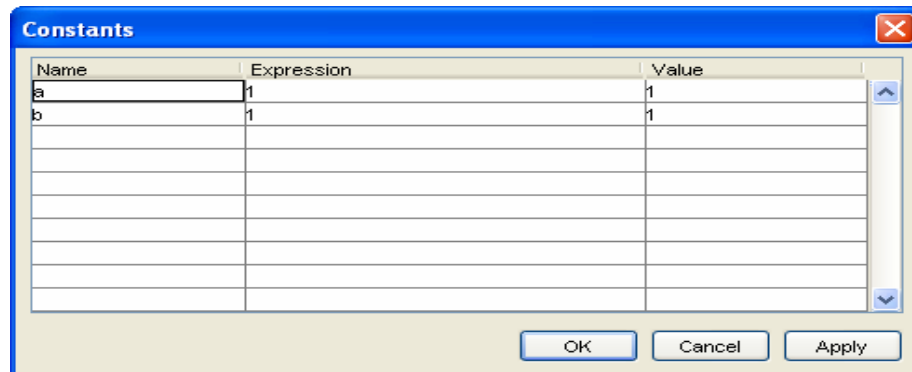 Constants
Name Expression Value
a 1 1
b 1 1
OK Cancel Apply